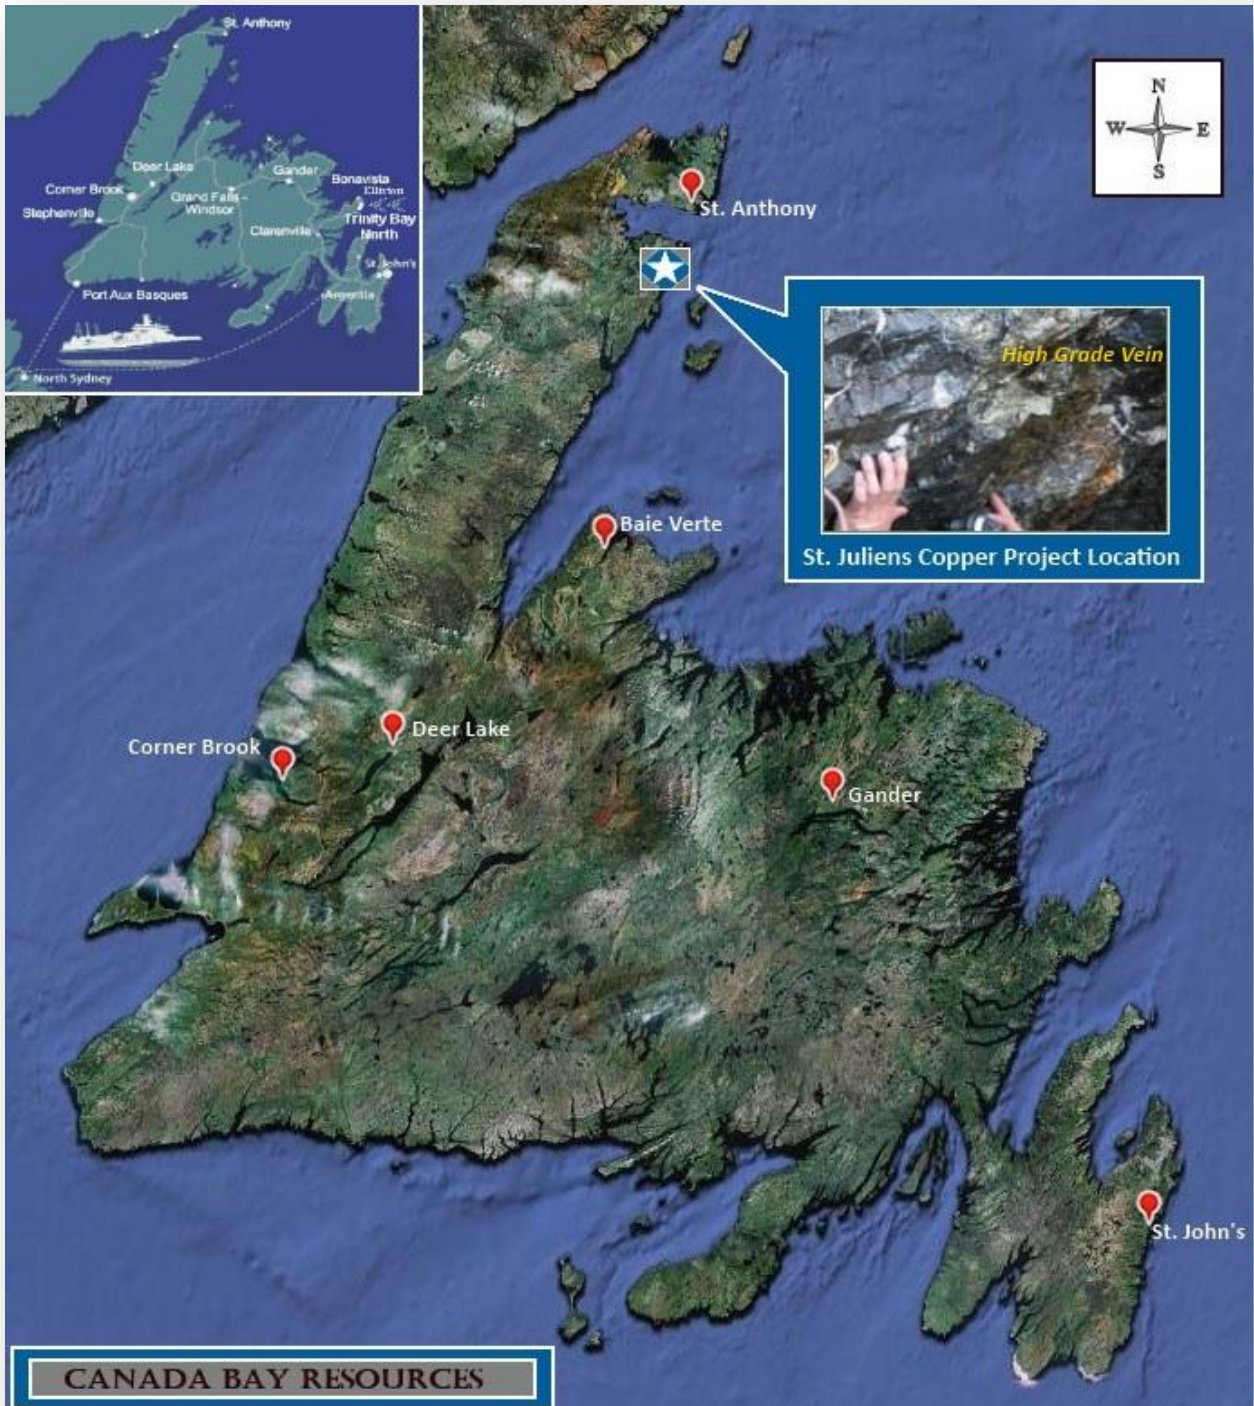 St. Anthony
Deer Lake
Gander
Corner Brook
Bonavista
Elliston
Grand Falls -
Windsor
Stephenville
Trinity Bay
North
Clarenville
St. John's
Port Aux Basques
Argentia
North Sydney
N
W E
S
St. Anthony
High Grade Vein
Baie Verte
St. Juliens Copper Project Location
Deer Lake
Corner Brook
Gander
St. John's
CANADA BAY RESOURCES